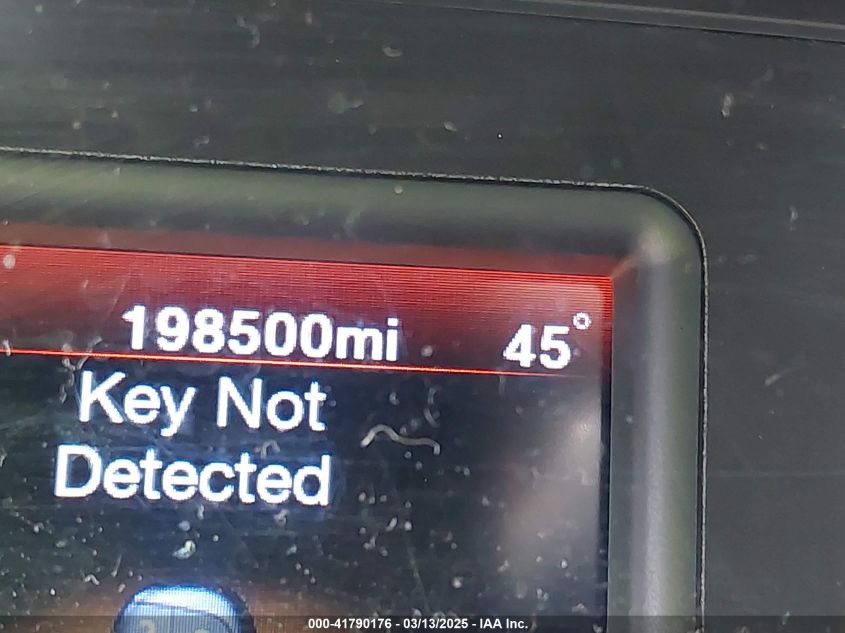 198500mi 45°
Key Not
Detected
000-41790176 - 03/13/2025 - IAA Inc.